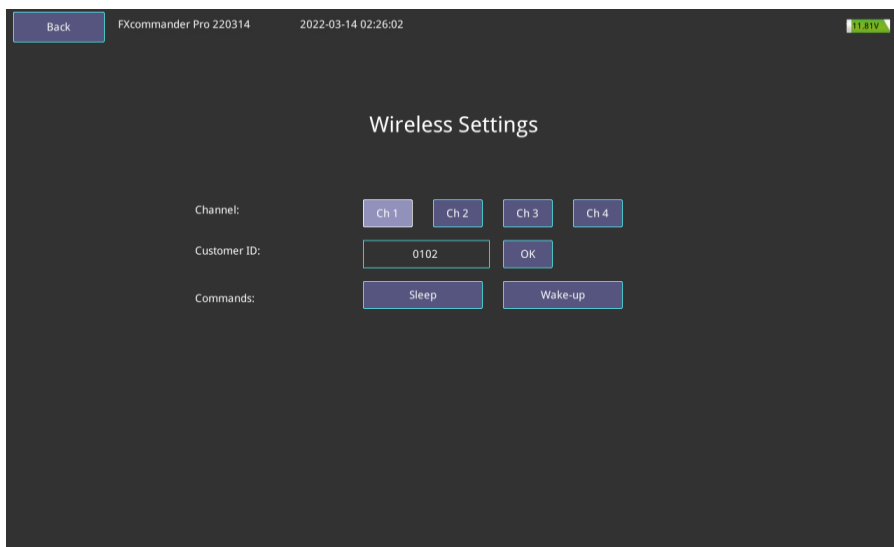 Back FXcommander Pro 220314 2022-03-14 02:26:02 11.81V
Wireless Settings
Channel: Ch 1 Ch 2 Ch 3 Ch 4
Customer ID: 0102 OK
Commands: Sleep Wake-up